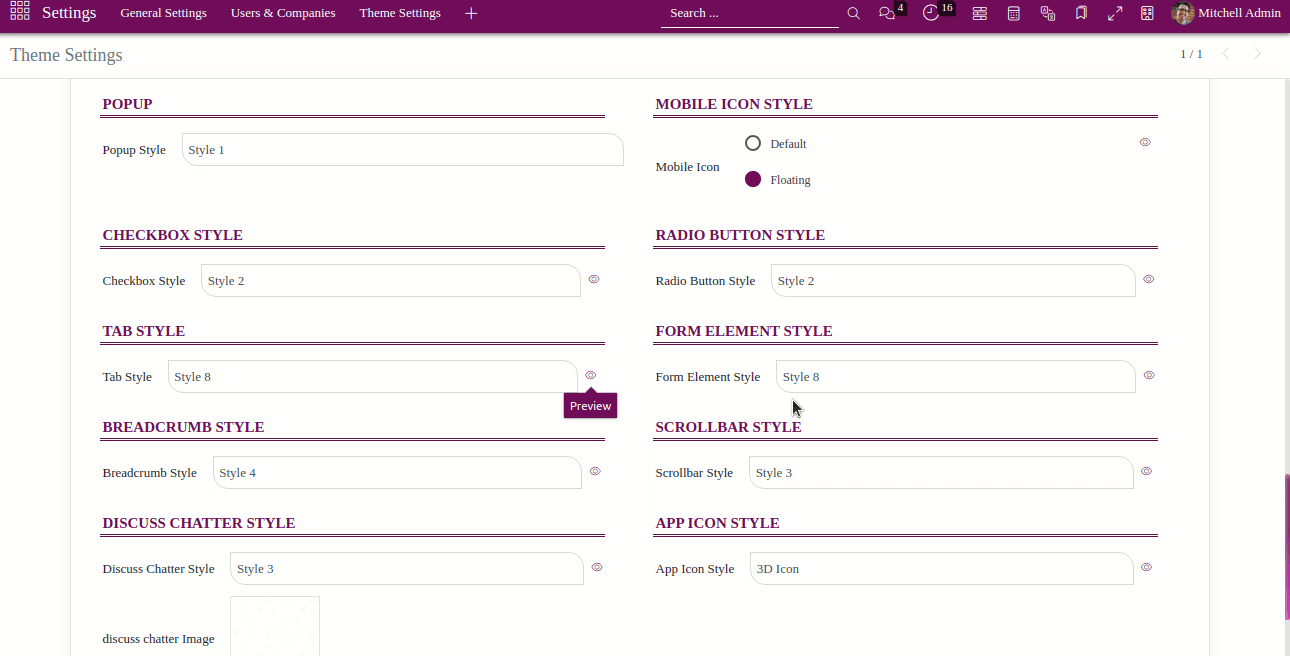 Settings General Settings Users & Companies Theme Settings Search ... 4 16 Mitchell Admin
Theme Settings 1 / 1
POPUP
Popup Style Style 1
MOBILE ICON STYLE
Mobile Icon
Default
Floating
CHECKBOX STYLE
Checkbox Style Style 2
RADIO BUTTON STYLE
Radio Button Style Style 2
TAB STYLE
Tab Style Style 8
Preview
FORM ELEMENT STYLE
Form Element Style Style 8
BREADCRUMB STYLE
Breadcrumb Style Style 4
SCROLLBAR STYLE
Scrollbar Style Style 3
DISCUSS CHATTER STYLE
Discuss Chatter Style Style 3
APP ICON STYLE
App Icon Style 3D Icon
discuss chatter Image